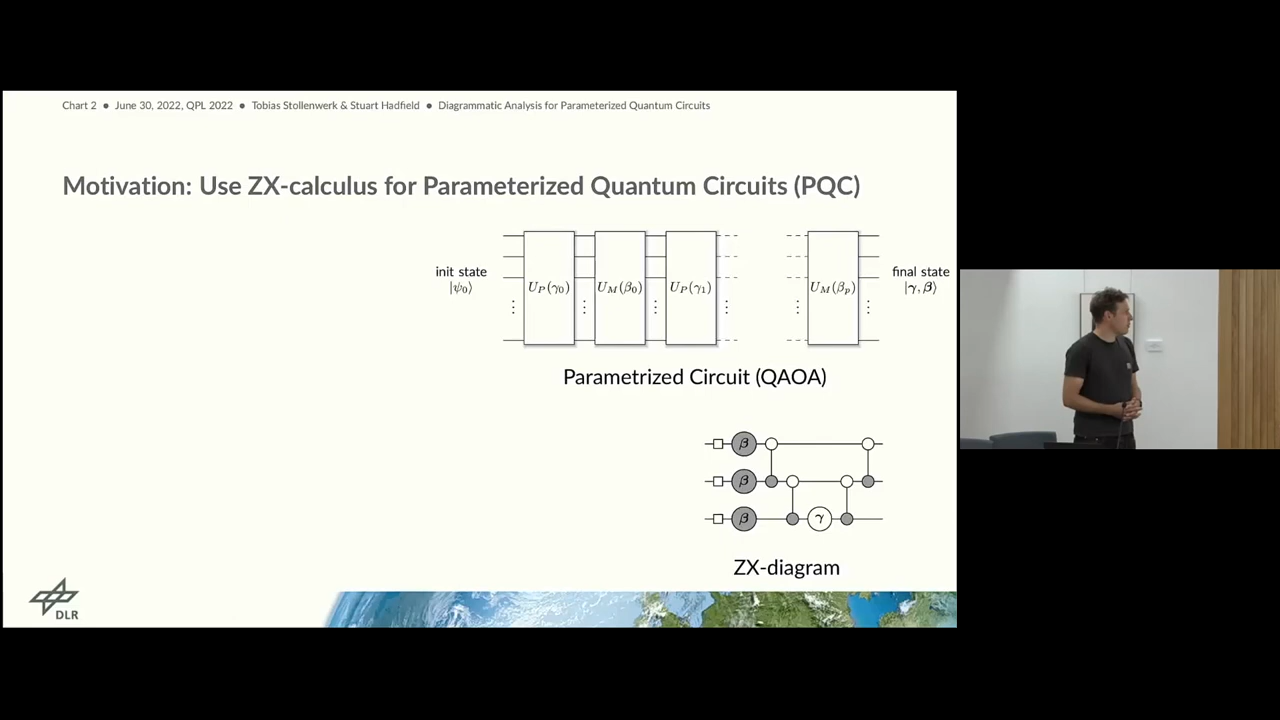 Chart 2 • June 30, 2022, QPL 2022 • Tobias Stollenwerk & Stuart Hadfield • Diagrammatic Analysis for Parameterized Quantum Circuits
Motivation: Use ZX-calculus for Parameterized Quantum Circuits (PQC)
init state
|ψ₀⟩
U_P(γ₀) U_M(β₀) U_P(γ₁) U_M(β_p)
final state
|γ, β⟩
Parametrized Circuit (QAOA)
β
β
β γ
ZX-diagram
DLR